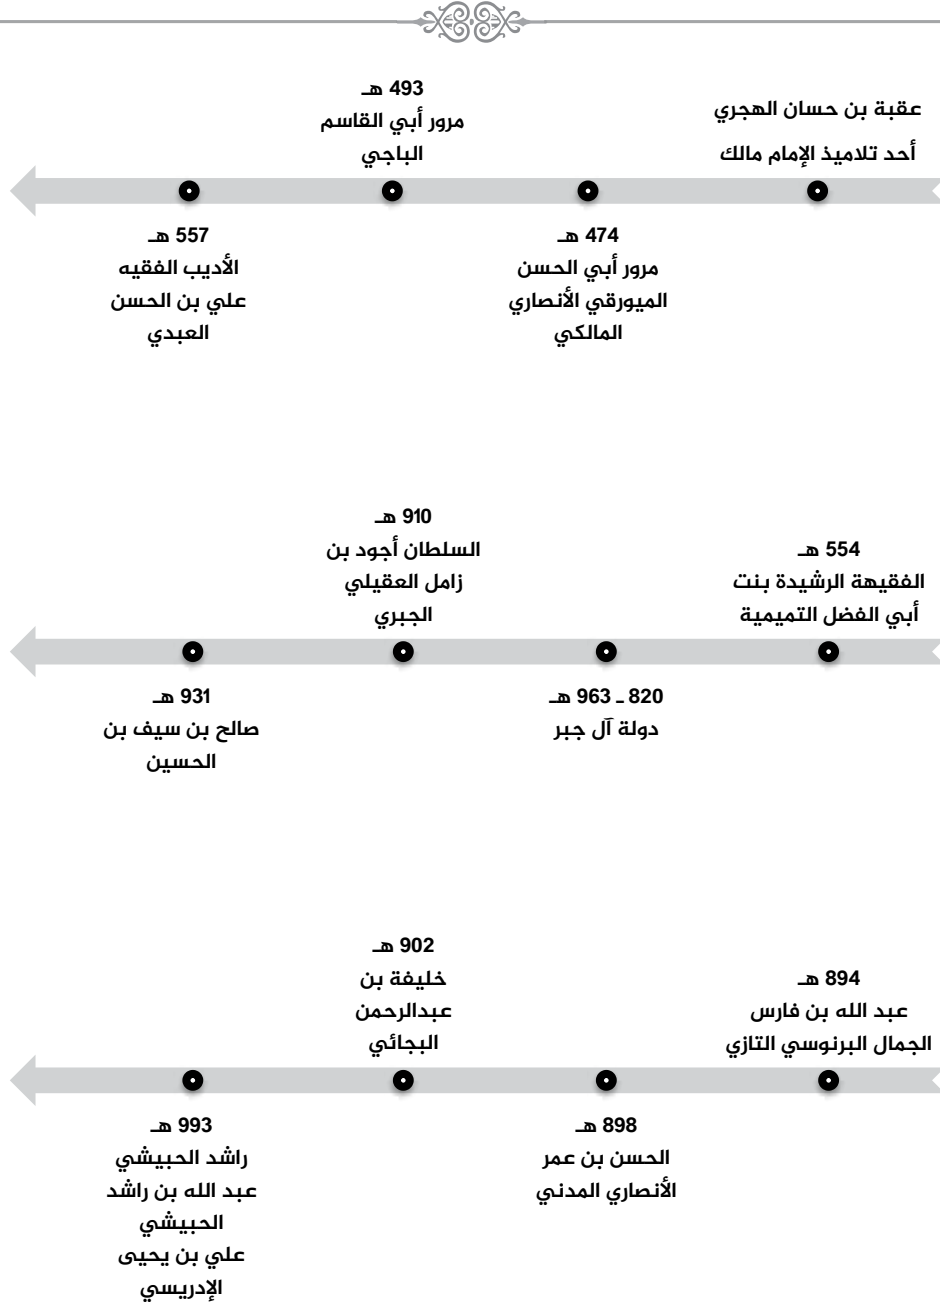 عقبة بن حسان الهجري
أحد تلاميذ الإمام مالك
474 هـ
مرور أبي الحسن
الميورقي الأنصاري
المالكي
493 هـ
مرور أبي القاسم
الباجي
557 هـ
الأديب الفقيه
علي بن الحسن
العبدي
554 هـ
الفقيهة الرشيدة بنت
أبي الفضل التميمية
820 ـ 963 هـ
دولة آل جبر
910 هـ
السلطان أجود بن
زامل العقيلي
الجبري
931 هـ
صالح بن سيف بن
الحسين
894 هـ
عبد الله بن فارس
الجمال البرنوسي التازي
898 هـ
الحسن بن عمر
الأنصاري المدني
902 هـ
خليفة بن
عبدالرحمن
البجائي
993 هـ
راشد الحبيشي
عبد الله بن راشد
الحبيشي
علي بن يحيى
الإدريسي